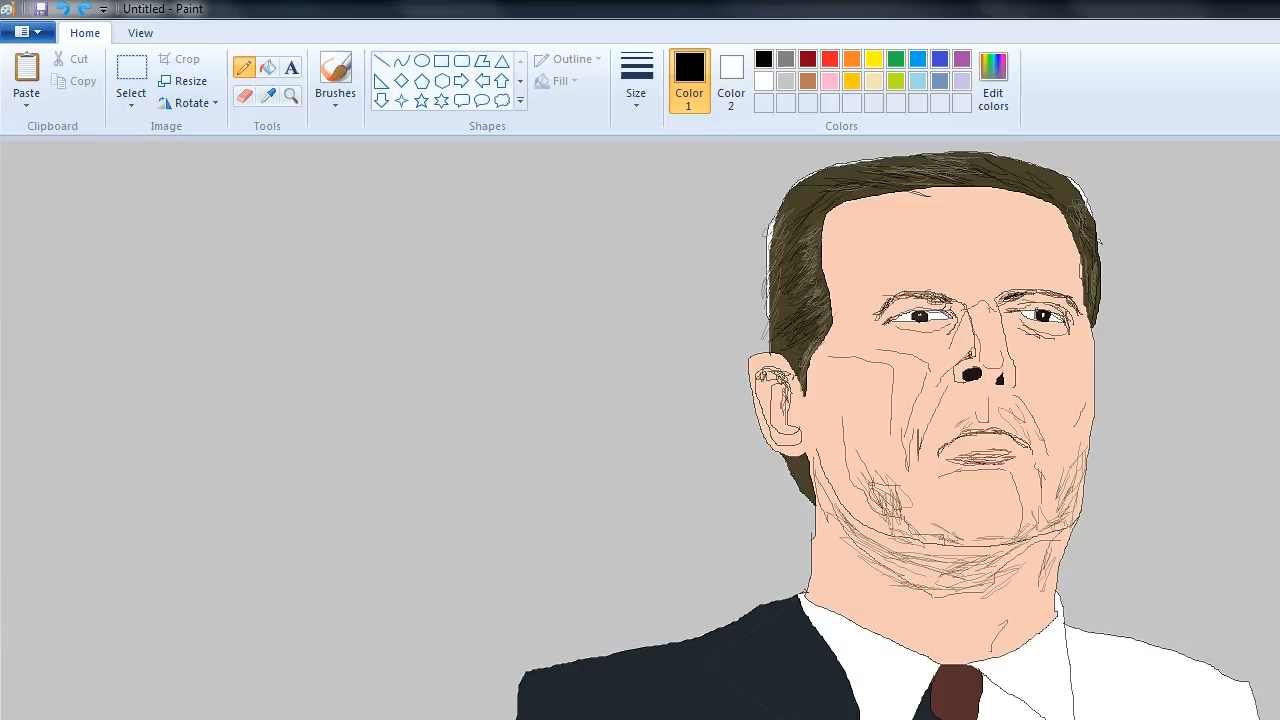 Untitled - Paint
Home View
Paste
Cut
Copy
Clipboard
Select
Crop
Resize
Rotate
Image
A
Tools
Brushes
Outline
Fill
Shapes
Size
Color
1
Color
2
Edit
colors
Colors